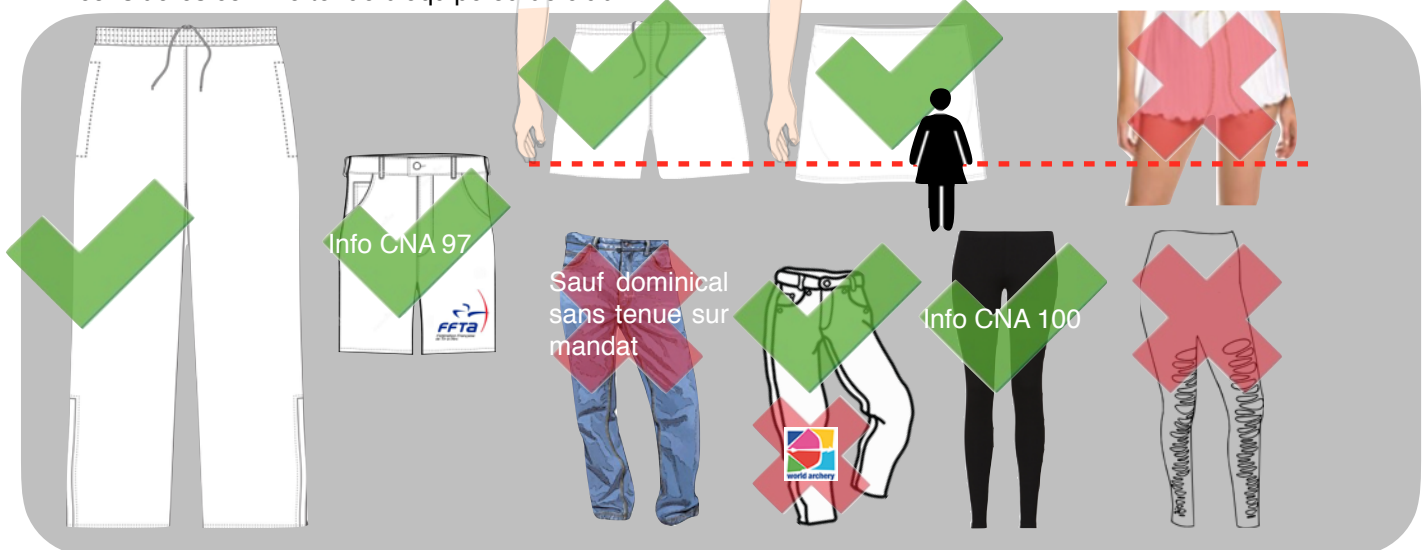 Info CNA 97
FFTA
Sauf dominical
sans tenue sur
mandat
Info CNA 100
world archery